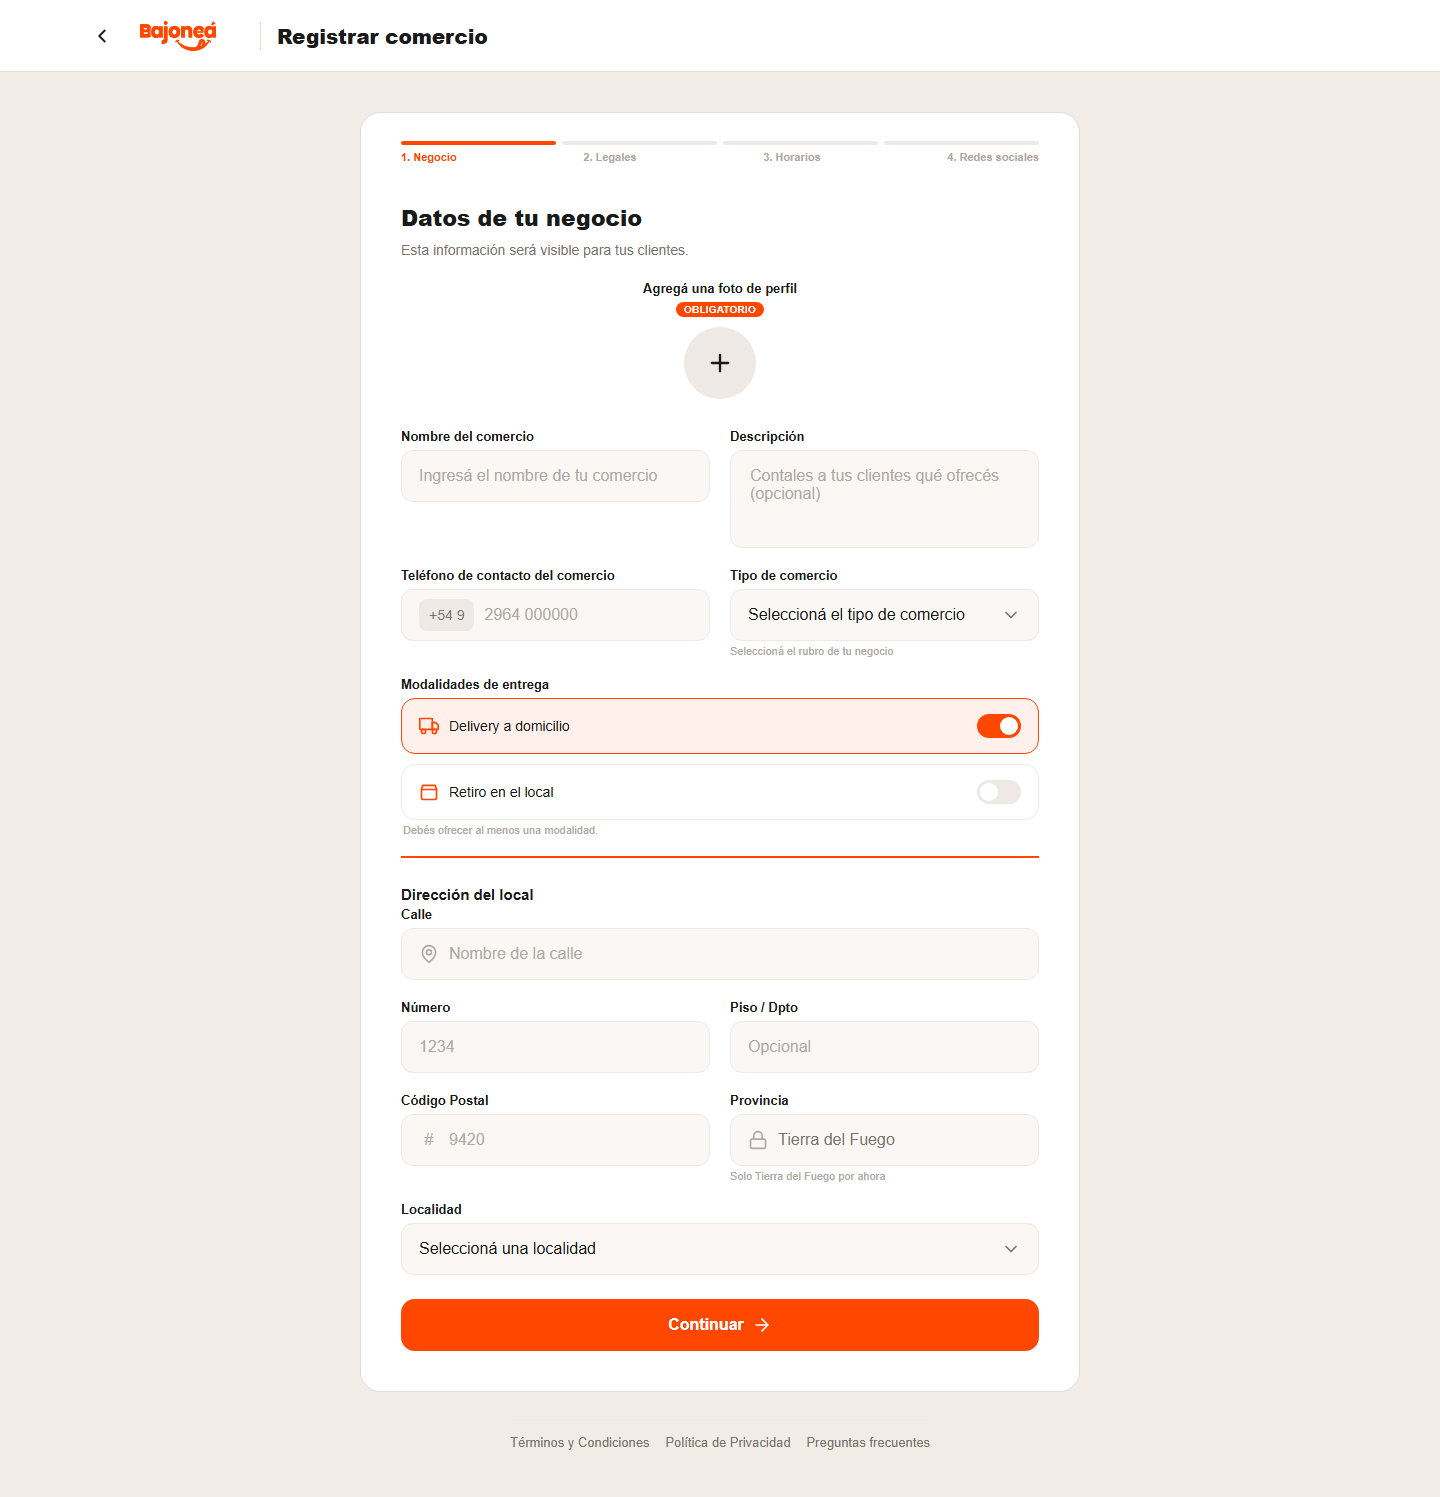 Bajoneá
Registrar comercio
1. Negocio
2. Legales
3. Horarios
4. Redes sociales
Datos de tu negocio
Esta información será visible para tus clientes.
Agregá una foto de perfil
OBLIGATORIO
Nombre del comercio
Ingresá el nombre de tu comercio
Descripción
Contales a tus clientes qué ofrecés
(opcional)
Teléfono de contacto del comercio
+54 9 2964 000000
Tipo de comercio
Seleccioná el tipo de comercio
Seleccioná el rubro de tu negocio
Modalidades de entrega
Delivery a domicilio
Retiro en el local
Debés ofrecer al menos una modalidad.
Dirección del local
Calle
Nombre de la calle
Número
1234
Piso / Dpto
Opcional
Código Postal
# 9420
Provincia
Tierra del Fuego
Solo Tierra del Fuego por ahora
Localidad
Seleccioná una localidad
Continuar
Términos y Condiciones
Política de Privacidad
Preguntas frecuentes